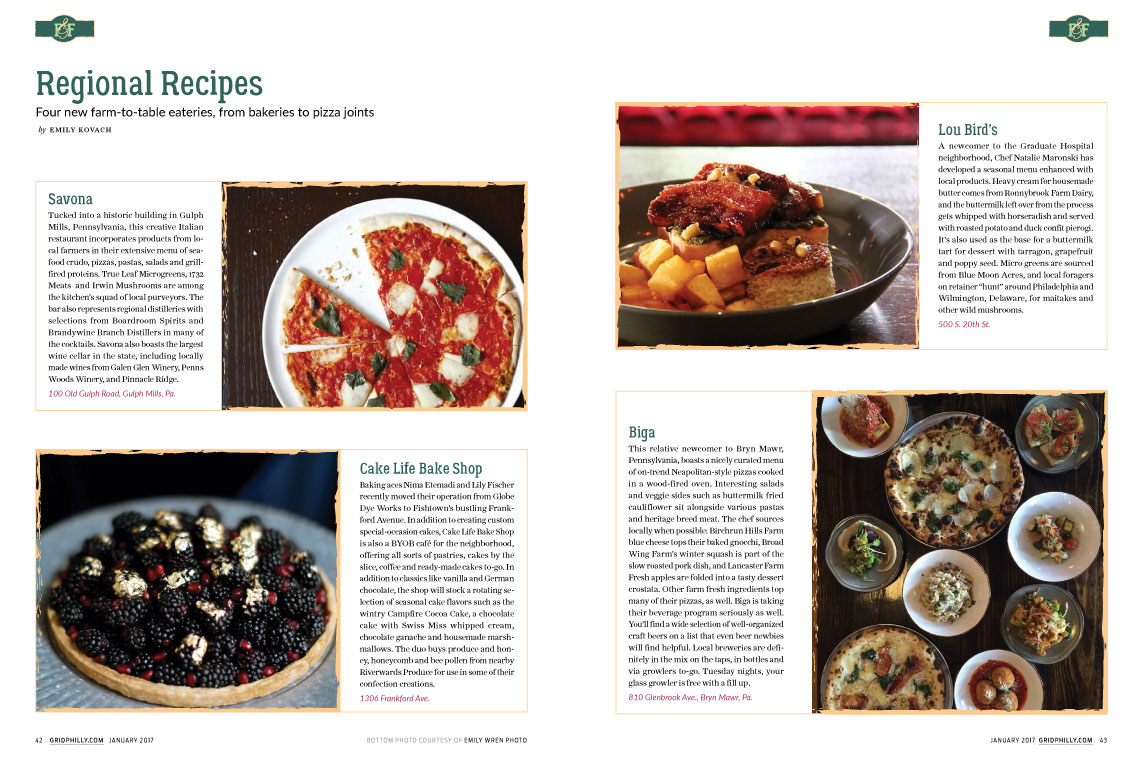 F&F
F&F
Regional Recipes
Four new farm-to-table eateries, from bakeries to pizza joints
by EMILY KOVACH
Savona
Tucked into a historic building in Gulph
Mills, Pennsylvania, this creative Italian
restaurant incorporates products from lo-
cal farmers in their extensive menu of sea-
food crudo, pizzas, pastas, salads and grill-
fired proteins. True Leaf Microgreens, 1732
Meats and Irwin Mushrooms are among
the kitchen's squad of local purveyors. The
bar also represents regional distilleries with
selections from Boardroom Spirits and
Brandywine Branch Distillers in many of
the cocktails. Savona also boasts the largest
wine cellar in the state, including locally
made wines from Galen Glen Winery, Penns
Woods Winery, and Pinnacle Ridge.
100 Old Gulph Road, Gulph Mills, Pa.
Cake Life Bake Shop
Baking aces Nima Etemadi and Lily Fischer
recently moved their operation from Globe
Dye Works to Fishtown's bustling Frank-
ford Avenue. In addition to creating custom
special-occasion cakes, Cake Life Bake Shop
is also a BYOB café for the neighborhood,
offering all sorts of pastries, cakes by the
slice, coffee and ready-made cakes to-go. In
addition to classics like vanilla and German
chocolate, the shop will stock a rotating se-
lection of seasonal cake flavors such as the
wintry Campfire Cocoa Cake, a chocolate
cake with Swiss Miss whipped cream,
chocolate ganache and housemade marsh-
mallows. The duo buys produce and hon-
ey, honeycomb and bee pollen from nearby
Riverwards Produce for use in some of their
confection creations.
1306 Frankford Ave.
42 GRIDPHILLY.COM JANUARY 2017
BOTTOM PHOTO COURTESY OF EMILY WREN PHOTO
Lou Bird's
A newcomer to the Graduate Hospital
neighborhood, Chef Natalie Maronski has
developed a seasonal menu enhanced with
local products. Heavy cream for housemade
butter comes from Ronnybrook Farm Dairy,
and the buttermilk left over from the process
gets whipped with horseradish and served
with roasted potato and duck confit pierogi.
It's also used as the base for a buttermilk
tart for dessert with tarragon, grapefruit
and poppy seed. Micro greens are sourced
from Blue Moon Acres, and local foragers
on retainer "hunt" around Philadelphia and
Wilmington, Delaware, for maitakes and
other wild mushrooms.
500 S. 20th St.
Biga
This relative newcomer to Bryn Mawr,
Pennsylvania, boasts a nicely curated menu
of on-trend Neapolitan-style pizzas cooked
in a wood-fired oven. Interesting salads
and veggie sides such as buttermilk fried
cauliflower sit alongside various pastas
and heritage breed meat. The chef sources
locally when possible: Birchrun Hills Farm
blue cheese tops their baked gnocchi, Broad
Wing Farm's winter squash is part of the
slow roasted pork dish, and Lancaster Farm
Fresh apples are folded into a tasty dessert
crostata. Other farm fresh ingredients top
many of their pizzas, as well. Biga is taking
their beverage program seriously as well.
You'll find a wide selection of well-organized
craft beers on a list that even beer newbies
will find helpful. Local breweries are defi-
nitely in the mix on the taps, in bottles and
via growlers to-go. Tuesday nights, your
glass growler is free with a fill up.
810 Glenbrook Ave., Bryn Mawr, Pa.
JANUARY 2017 GRIDPHILLY.COM 43